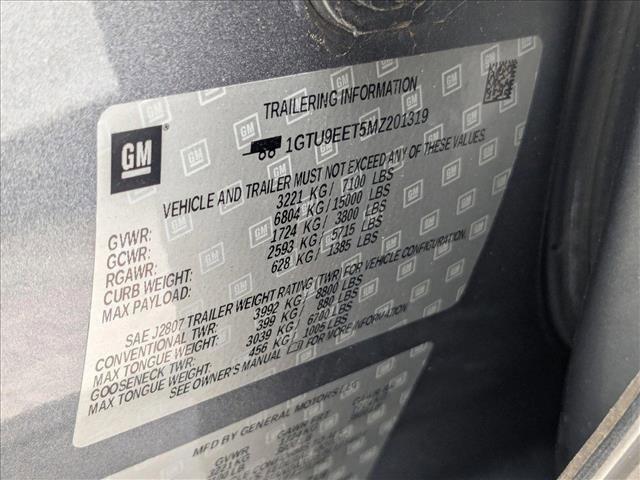 TRAILERING INFORMATION
GM
1GTU9EET5MZ201319
VEHICLE AND TRAILER MUST NOT EXCEED ANY OF THESE VALUES.
GVWR: 3221 KG/ 7100 LBS
GCWR: 6804 KG/ 15000 LBS
RGAWR: 1724 KG/ 3800 LBS
CURB WEIGHT: 2593 KG/ 5715 LBS
MAX PAYLOAD: 628 KG/ 1385 LBS
SAE J2807 TRAILER WEIGHT RATING (TWR) FOR VEHICLE CONFIGURATION.
CONVENTIONAL TWR: 3992 KG/ 8800 LBS
MAX TONGUE WEIGHT: 399 KG/ 880 LBS
GOOSENECK TWR: 3039 KG/ 6700 LBS
MAX TONGUE WEIGHT: 456 KG/ 1005 LBS
SEE OWNER'S MANUAL FOR MORE INFORMATION
MFD BY GENERAL MOTORS LLC
GVWR
3221 KG